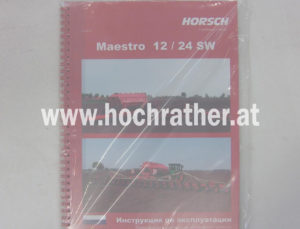 HORSCH
Maestro 12 / 24 SW
www.hochrather.at
Инструкция по эксплуатации